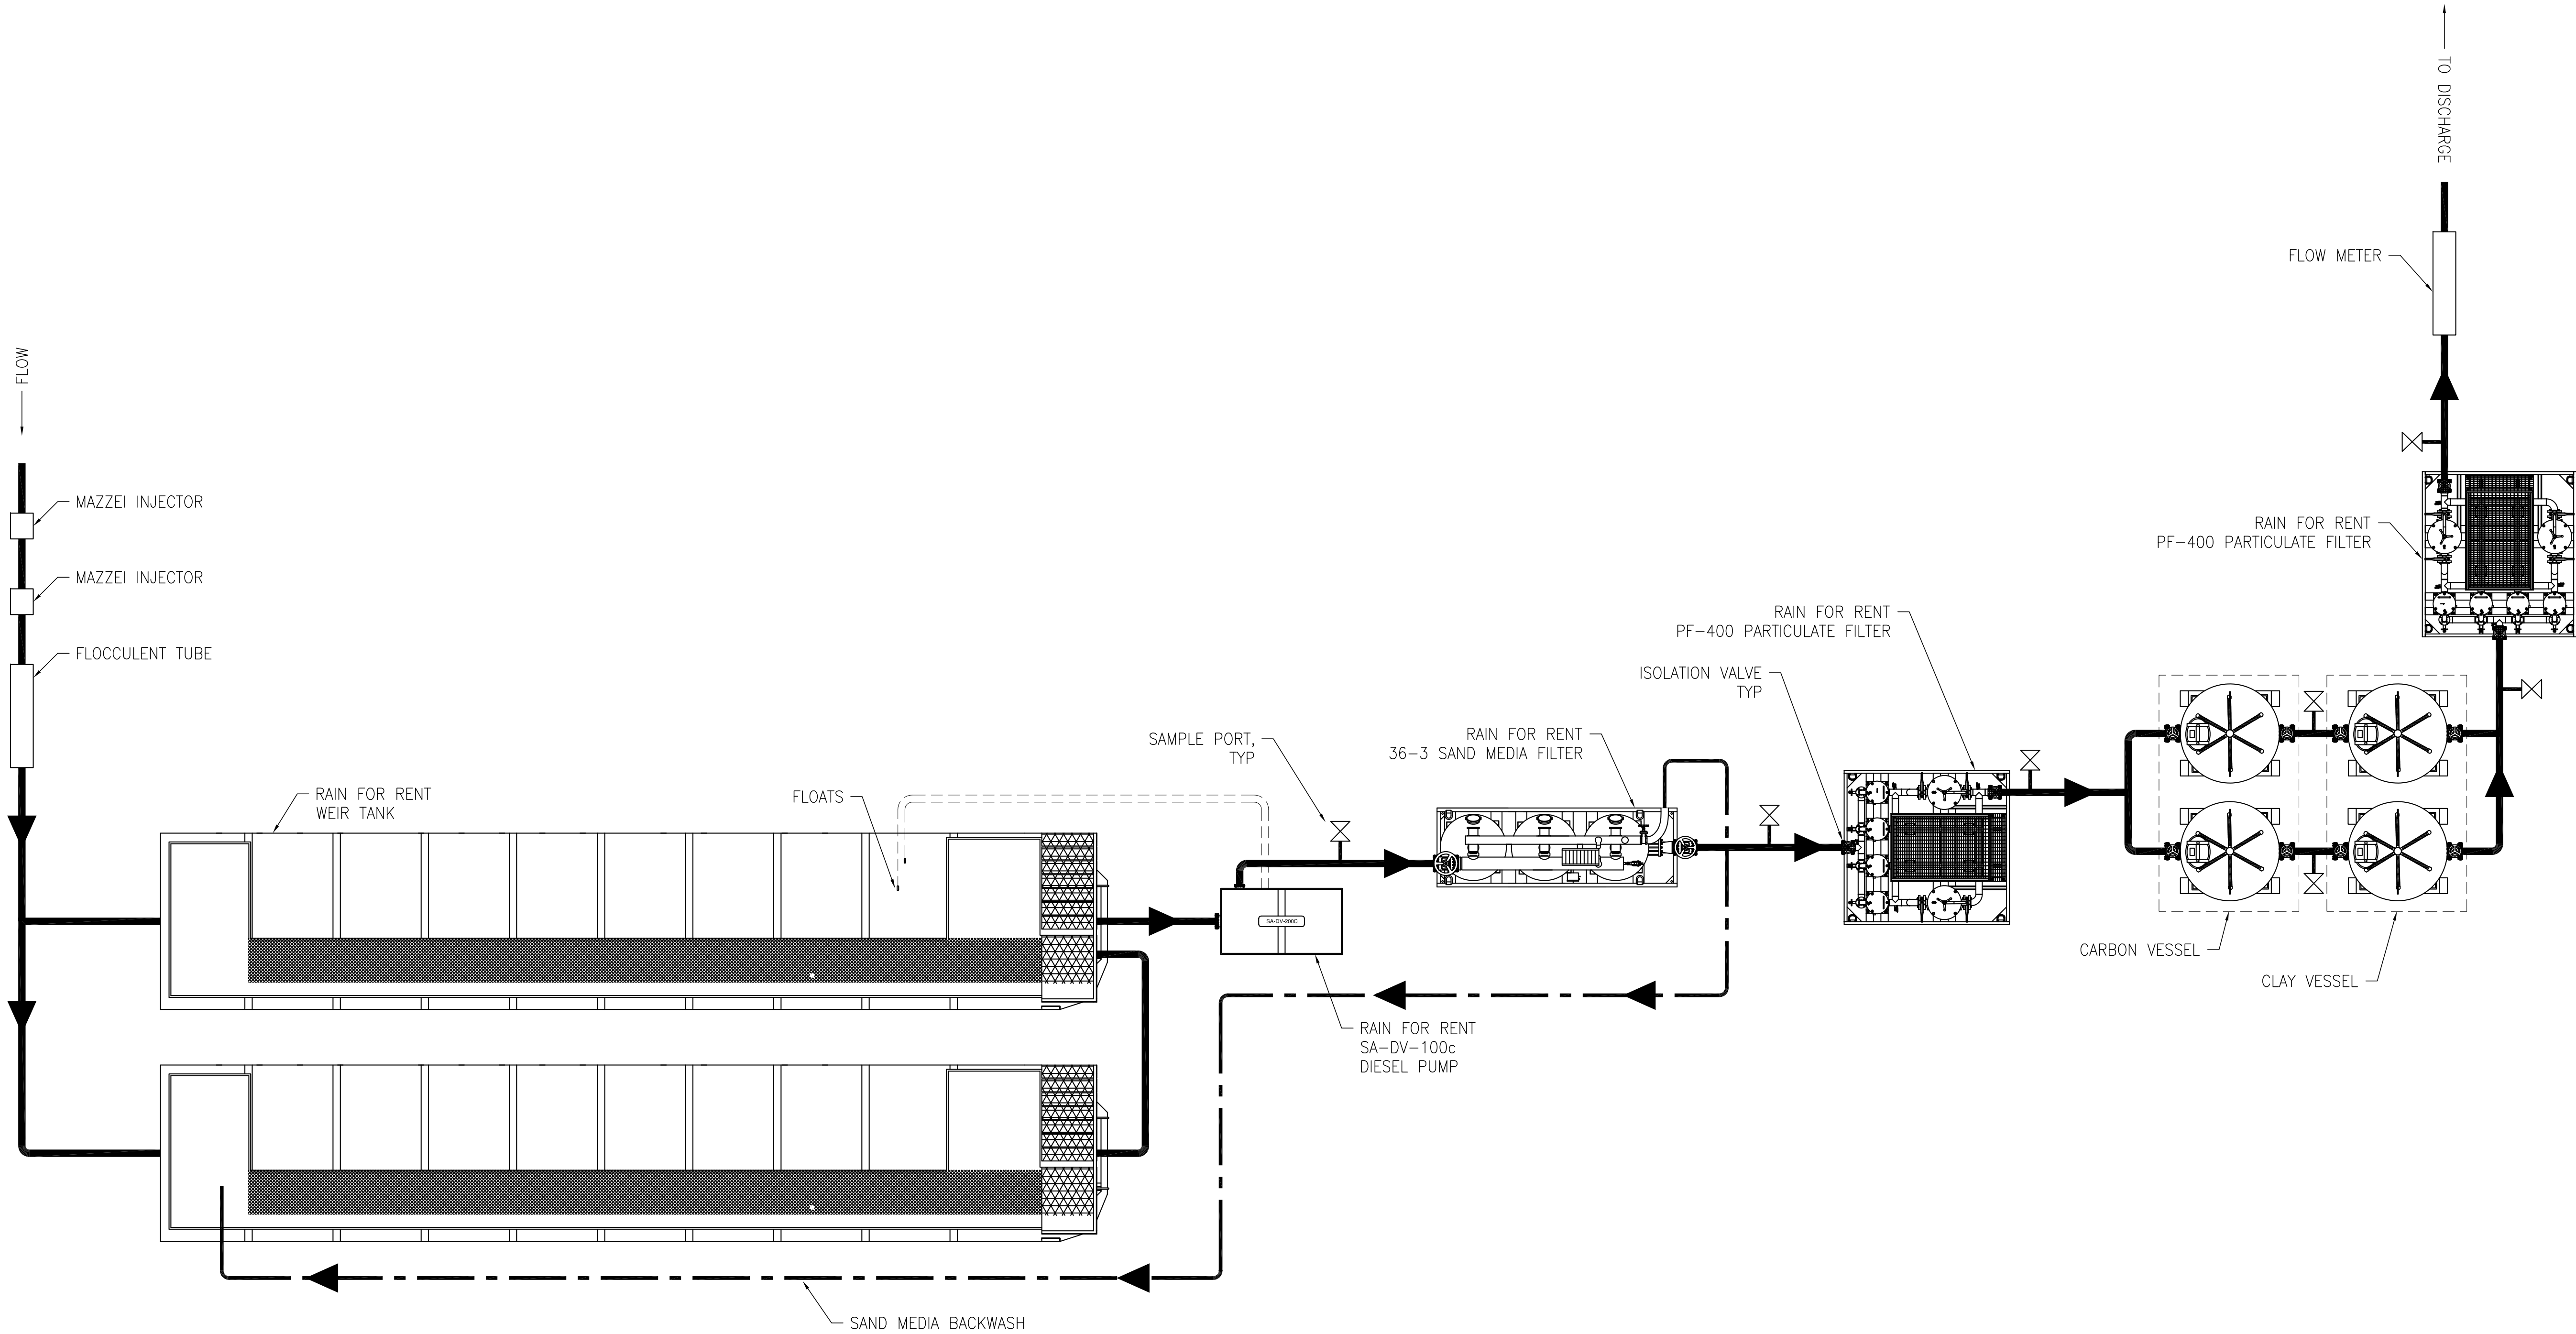 TO DISCHARGE
FLOW METER
FLOW
MAZZEI INJECTOR
MAZZEI INJECTOR
FLOCCULENT TUBE
RAIN FOR RENT
WEIR TANK
FLOATS
SAMPLE PORT,
TYP
RAIN FOR RENT
36-3 SAND MEDIA FILTER
ISOLATION VALVE
TYP
RAIN FOR RENT
PF-400 PARTICULATE FILTER
RAIN FOR RENT
PF-400 PARTICULATE FILTER
SA-DV-200C
CARBON VESSEL
CLAY VESSEL
RAIN FOR RENT
SA-DV-100c
DIESEL PUMP
SAND MEDIA BACKWASH